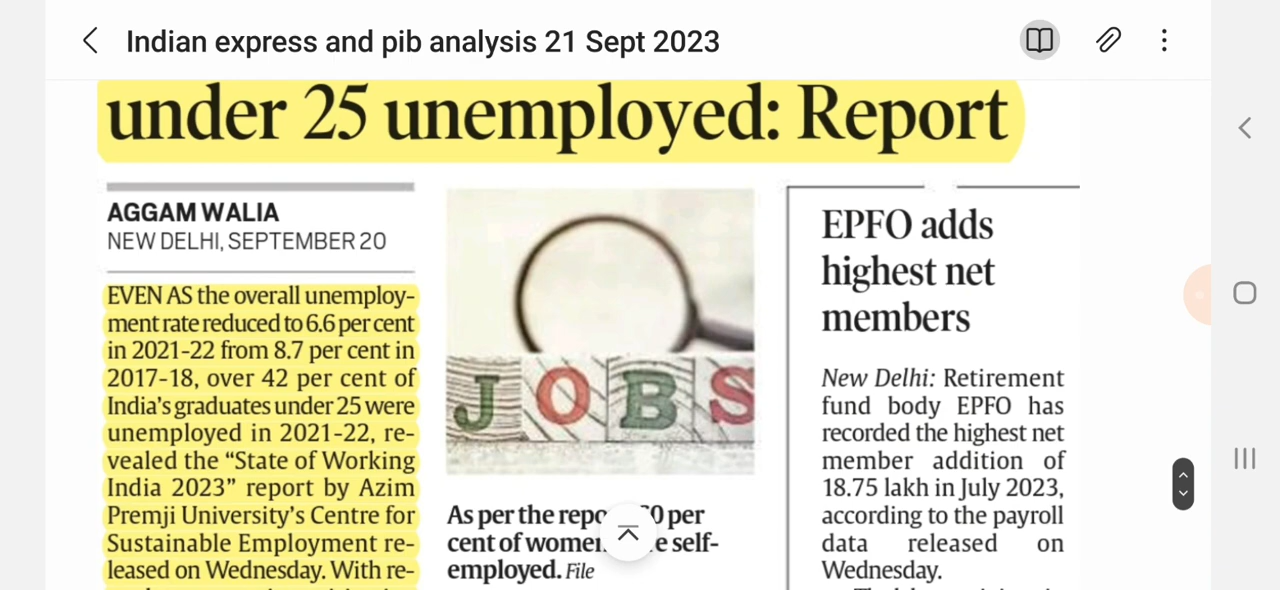 Indian express and pib analysis 21 Sept 2023
under 25 unemployed: Report
AGGAM WALIA
NEW DELHI, SEPTEMBER 20
EVEN AS the overall unemploy-
ment rate reduced to 6.6 per cent
in 2021-22 from 8.7 per cent in
2017-18, over 42 per cent of
India's graduates under 25 were
unemployed in 2021-22, re-
vealed the “State of Working
India 2023” report by Azim
Premji University's Centre for
Sustainable Employment re-
leased on Wednesday. With re-
JOBS
As per the 0 per
cent of self-
employed. File
EPFO adds
highest net
members
New Delhi: Retirement
fund body EPFO has
recorded the highest net
member addition of
18.75 lakh in July 2023,
according to the payroll
data released on
Wednesday.